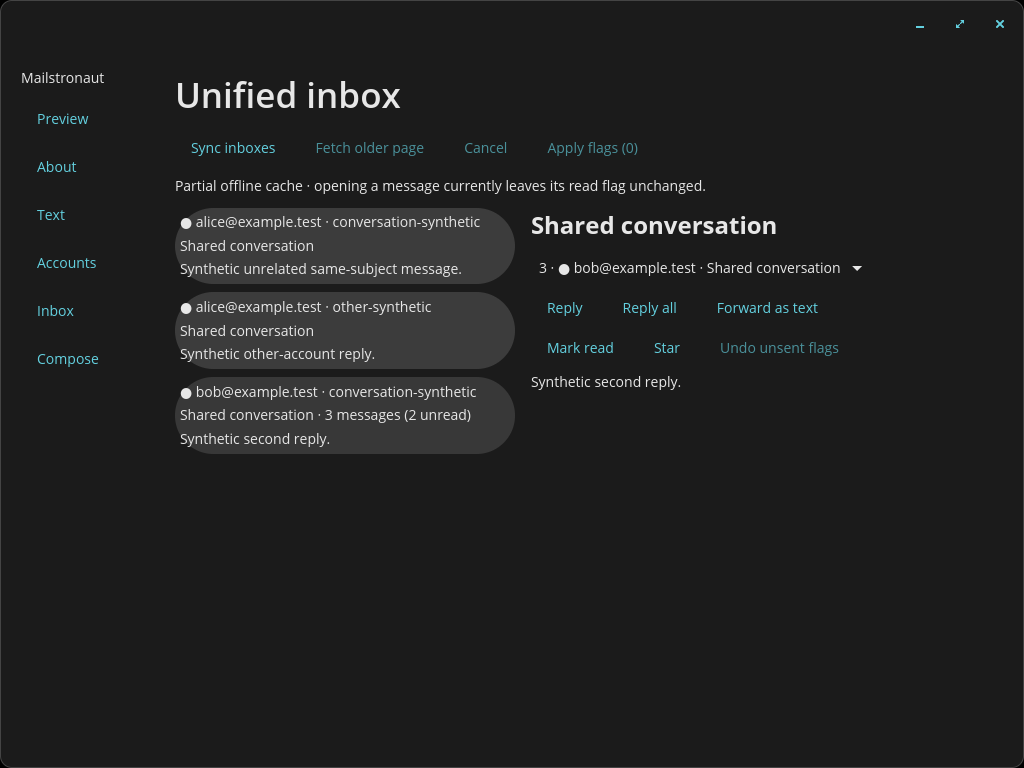 Mailstronaut
Preview
About
Text
Accounts
Inbox
Compose
Unified inbox
Sync inboxes Fetch older page Cancel Apply flags (0)
Partial offline cache · opening a message currently leaves its read flag unchanged.
● alice@example.test · conversation-synthetic
Shared conversation
Synthetic unrelated same-subject message.
● alice@example.test · other-synthetic
Shared conversation
Synthetic other-account reply.
● bob@example.test · conversation-synthetic
Shared conversation · 3 messages (2 unread)
Synthetic second reply.
Shared conversation
3 · ● bob@example.test · Shared conversation
Reply Reply all Forward as text
Mark read Star Undo unsent flags
Synthetic second reply.